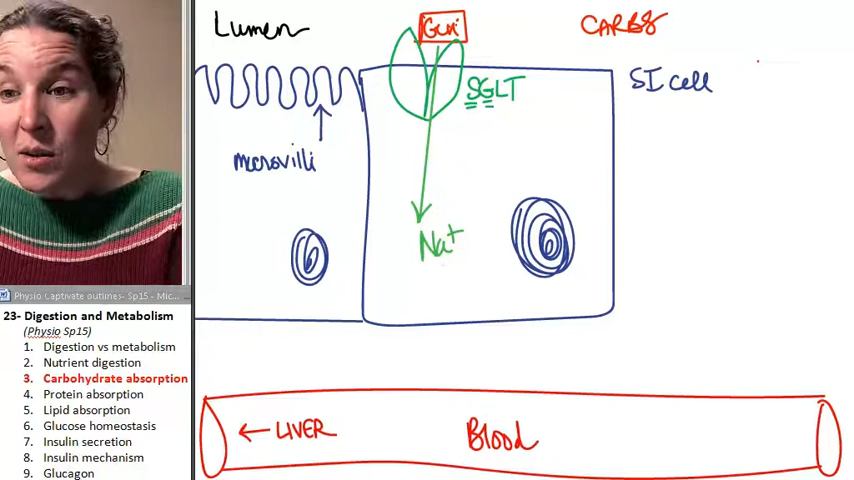 Lumen
Glu
CARBS
SGLT
SI cell
microvilli
Na+
← LIVER
Blood
Physio Captivate outlines- Sp15 - Mic...
23- Digestion and Metabolism
(Physio Sp15)
1. Digestion vs metabolism
2. Nutrient digestion
3. Carbohydrate absorption
4. Protein absorption
5. Lipid absorption
6. Glucose homeostasis
7. Insulin secretion
8. Insulin mechanism
9. Glucagon